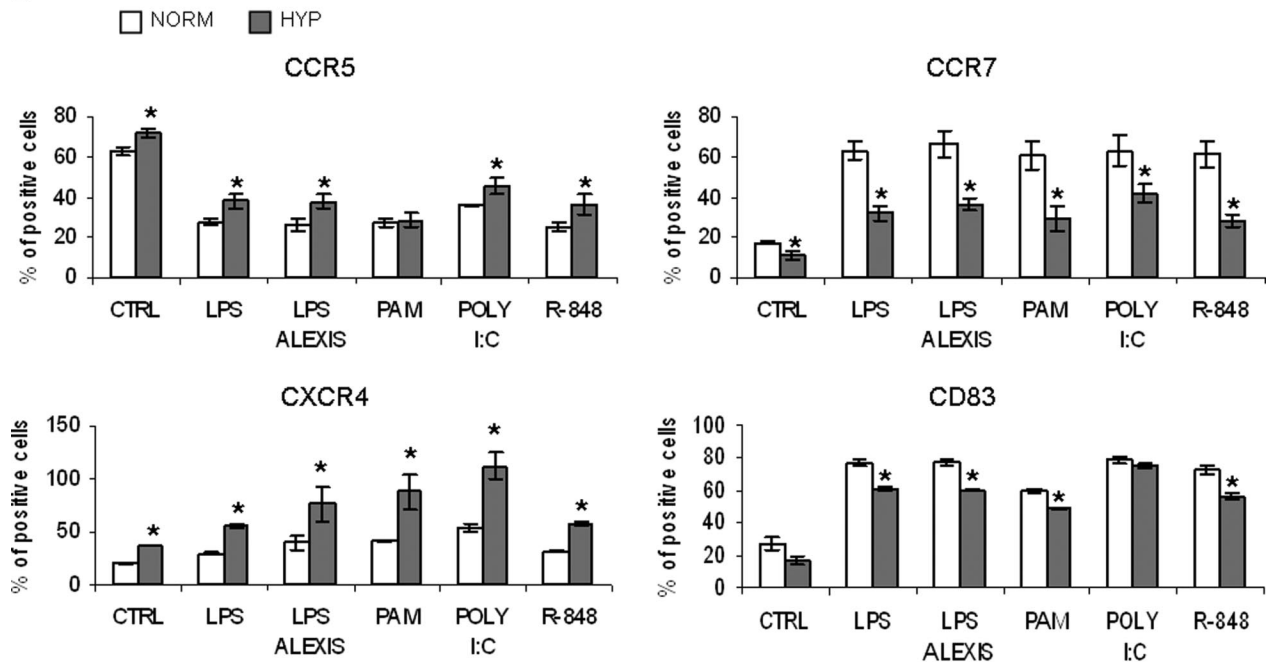 NORM HYP
CCR5
% of positive cells
80
60
40
20
0
* * * * *
CTRL LPS LPS PAM POLY R-848
ALEXIS I:C
CCR7
% of positive cells
80
60
40
20
0
* * * * * *
CTRL LPS LPS PAM POLY R-848
ALEXIS I:C
CXCR4
% of positive cells
150
100
50
0
* * * * * *
CTRL LPS LPS PAM POLY R-848
ALEXIS I:C
CD83
% of positive cells
100
80
60
40
20
0
* * * *
CTRL LPS LPS PAM POLY R-848
ALEXIS I:C